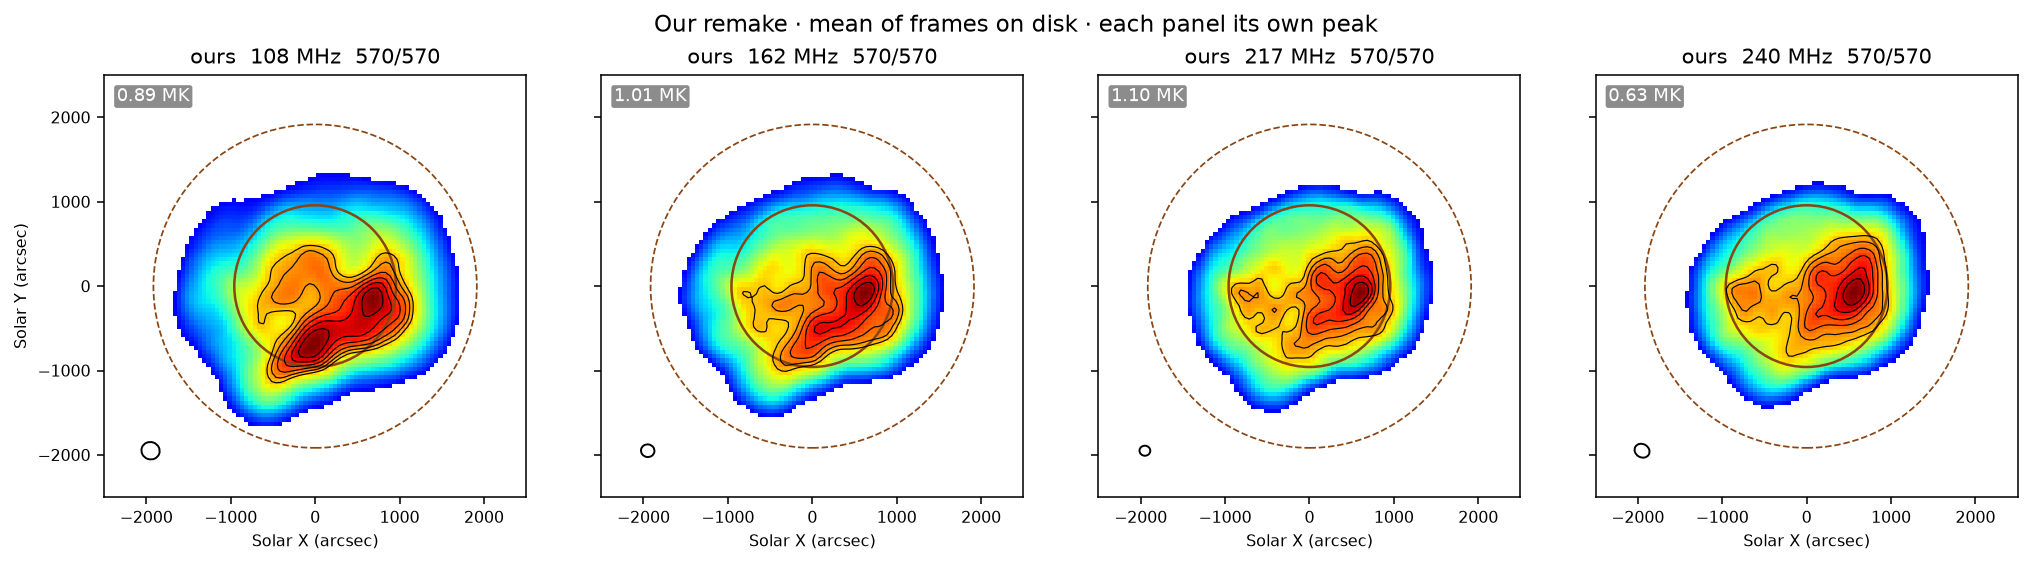 Our remake · mean of frames on disk · each panel its own peak
ours 108 MHz 570/570
ours 162 MHz 570/570
ours 217 MHz 570/570
ours 240 MHz 570/570
0.89 MK
1.01 MK
1.10 MK
0.63 MK
Solar Y (arcsec)
2000
1000
0
−1000
−2000
−2000 −1000 0 1000 2000
−2000 −1000 0 1000 2000
−2000 −1000 0 1000 2000
−2000 −1000 0 1000 2000
Solar X (arcsec)
Solar X (arcsec)
Solar X (arcsec)
Solar X (arcsec)